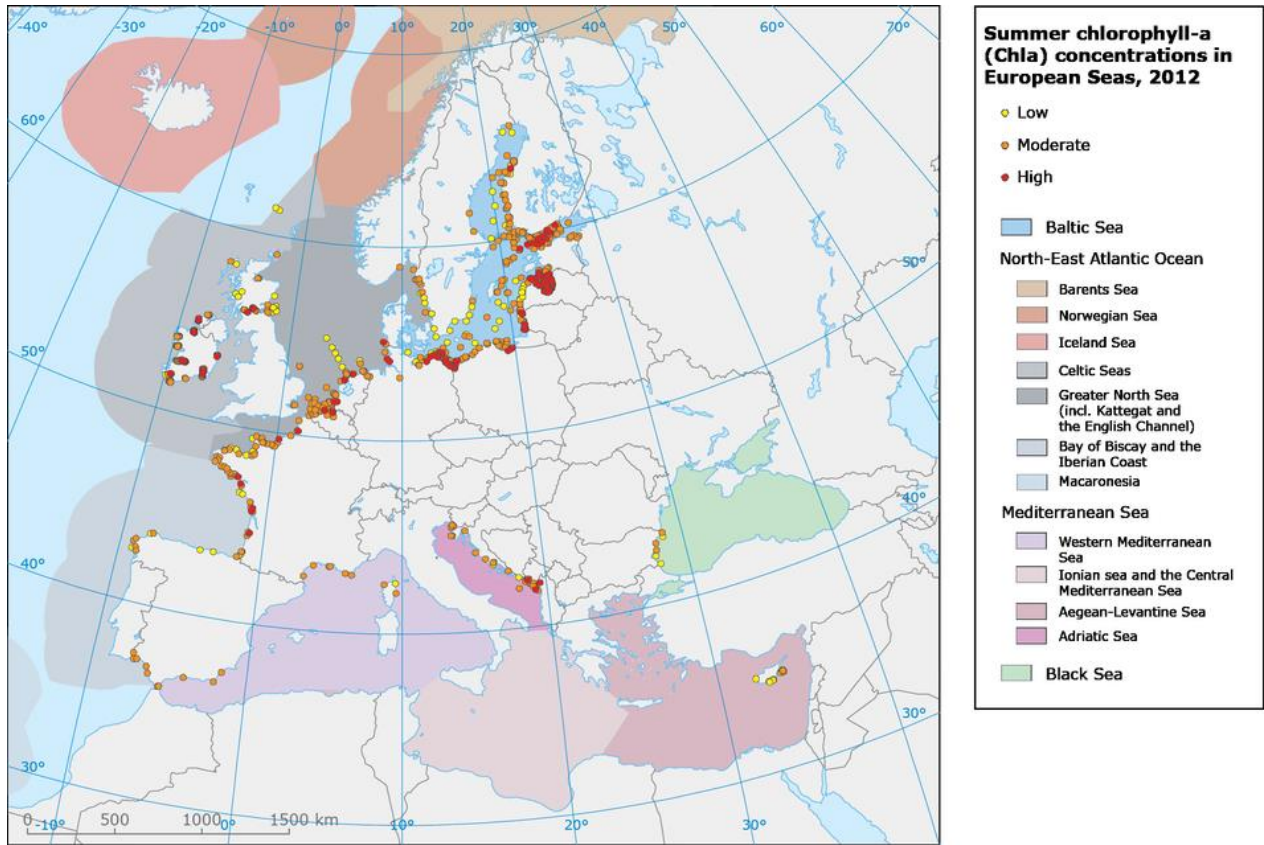 -40°
-30°
-20°
-10°
0°
10°
20°
30°
40°
50°
60°
70°
60°
50°
50°
40°
40°
30°
30°
0
500
1000
1500 km
-10°
0°
10°
20°
30°
Summer chlorophyll-a
(Chla) concentrations in
European Seas, 2012
Low
Moderate
High
Baltic Sea
North-East Atlantic Ocean
Barents Sea
Norwegian Sea
Iceland Sea
Celtic Seas
Greater North Sea
(incl. Kattegat and
the English Channel)
Bay of Biscay and the
Iberian Coast
Macaronesia
Mediterranean Sea
Western Mediterranean
Sea
Ionian sea and the Central
Mediterranean Sea
Aegean-Levantine Sea
Adriatic Sea
Black Sea